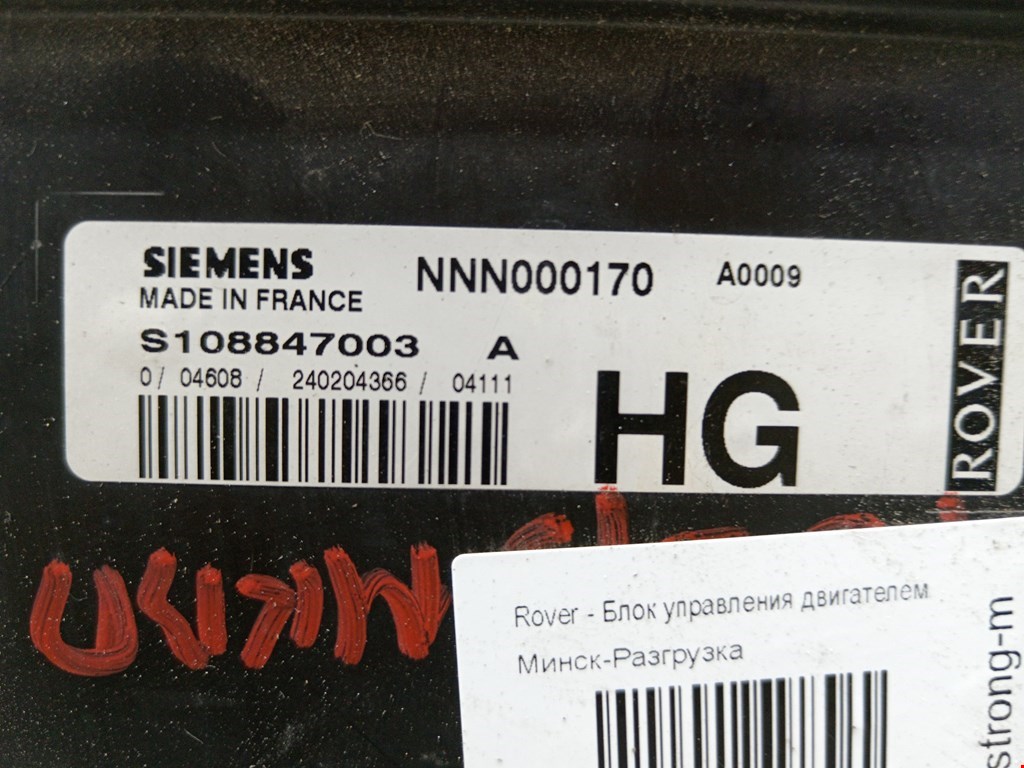 SIEMENS NNN000170 A0009
MADE IN FRANCE
S108847003 A
0/ 04608 / 240204366 / 04111
HG
ROVER
Rover - Блок управления двигателем
Минск-Разгрузка
strong-m